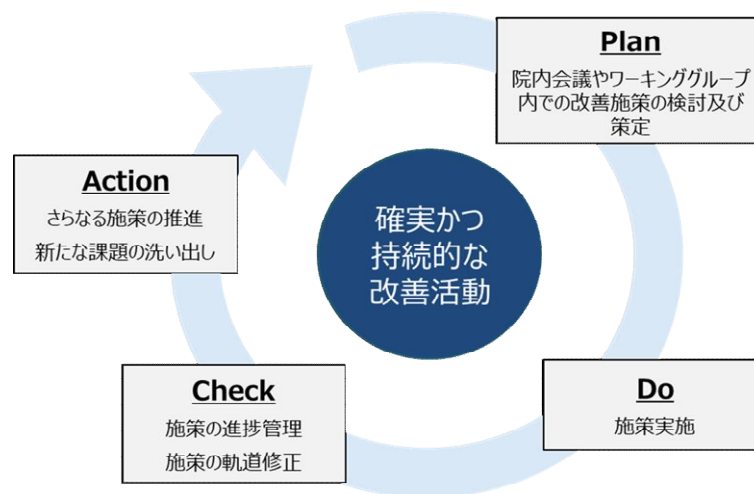 Plan
院内会議やワーキンググループ
内での改善施策の検討及び
策定
Action
さらなる施策の推進
新たな課題の洗い出し
確実かつ
持続的な
改善活動
Check
施策の進捗管理
施策の軌道修正
Do
施策実施